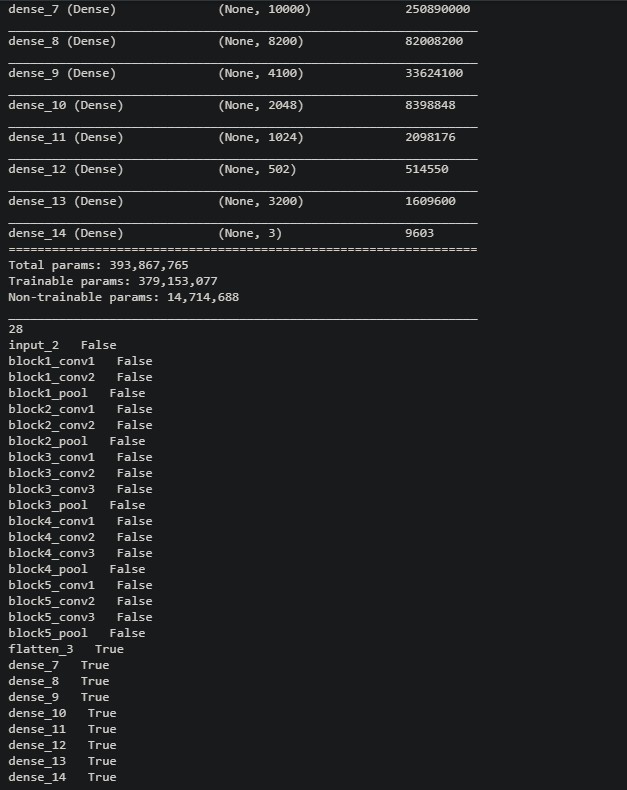 dense_7 (Dense)              (None, 10000)             250890000
_________________________________________________________________
dense_8 (Dense)              (None, 8200)              82008200
_________________________________________________________________
dense_9 (Dense)              (None, 4100)              33624100
_________________________________________________________________
dense_10 (Dense)             (None, 2048)              8398848
_________________________________________________________________
dense_11 (Dense)             (None, 1024)              2098176
_________________________________________________________________
dense_12 (Dense)             (None, 502)               514550
_________________________________________________________________
dense_13 (Dense)             (None, 3200)              1609600
_________________________________________________________________
dense_14 (Dense)             (None, 3)                 9603
=================================================================
Total params: 393,867,765
Trainable params: 379,153,077
Non-trainable params: 14,714,688
_________________________________________________________________
28
input_2   False
block1_conv1   False
block1_conv2   False
block1_pool   False
block2_conv1   False
block2_conv2   False
block2_pool   False
block3_conv1   False
block3_conv2   False
block3_conv3   False
block3_pool   False
block4_conv1   False
block4_conv2   False
block4_conv3   False
block4_pool   False
block5_conv1   False
block5_conv2   False
block5_conv3   False
block5_pool   False
flatten_3   True
dense_7   True
dense_8   True
dense_9   True
dense_10   True
dense_11   True
dense_12   True
dense_13   True
dense_14   True